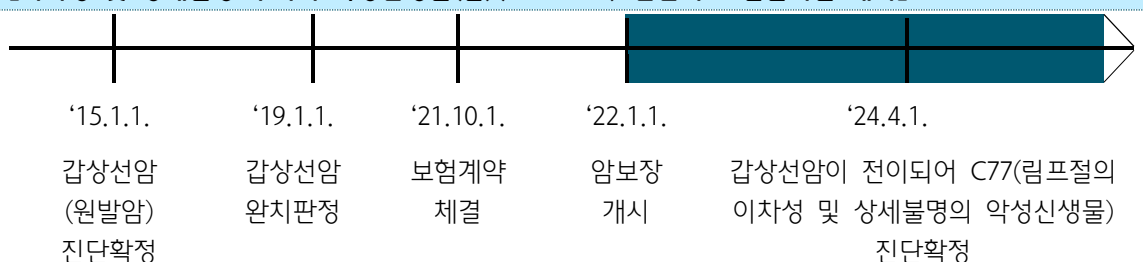 ‘15.1.1. ‘19.1.1. ‘21.10.1. ‘22.1.1. ‘24.4.1.
갑상선암 갑상선암 보험계약 암보장 갑상선암이 전이되어 C77(림프절의
(원발암) 완치판정 체결 개시 이차성 및 상세불명의 악성신생물)
진단확정 진단확정